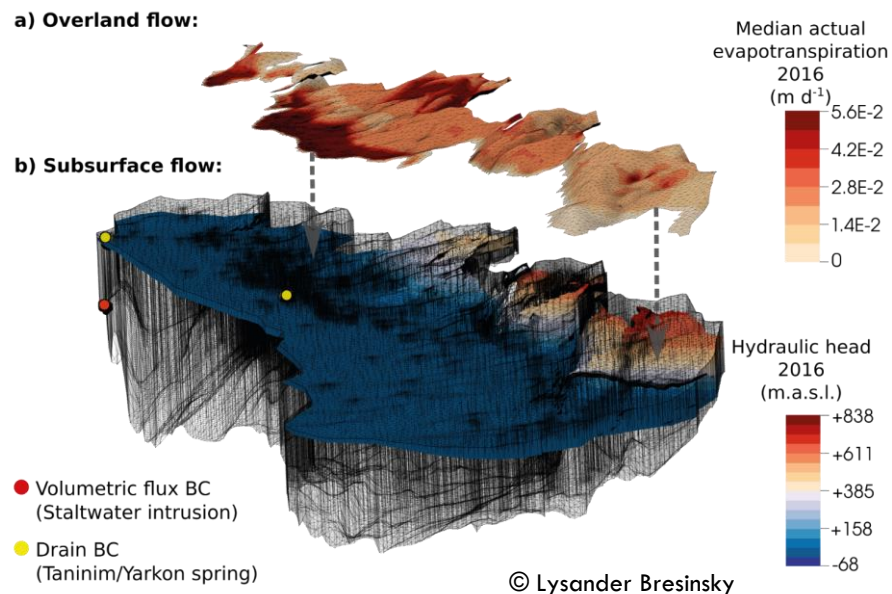 a) Overland flow:
Median actual
evapotranspiration
2016
(m d⁻¹)
5.6E-2
4.2E-2
2.8E-2
1.4E-2
0
b) Subsurface flow:
Hydraulic head
2016
(m.a.s.l.)
+838
+611
+385
+158
-68
Volumetric flux BC
(Staltwater intrusion)
Drain BC
(Taninim/Yarkon spring)
© Lysander Bresinsky